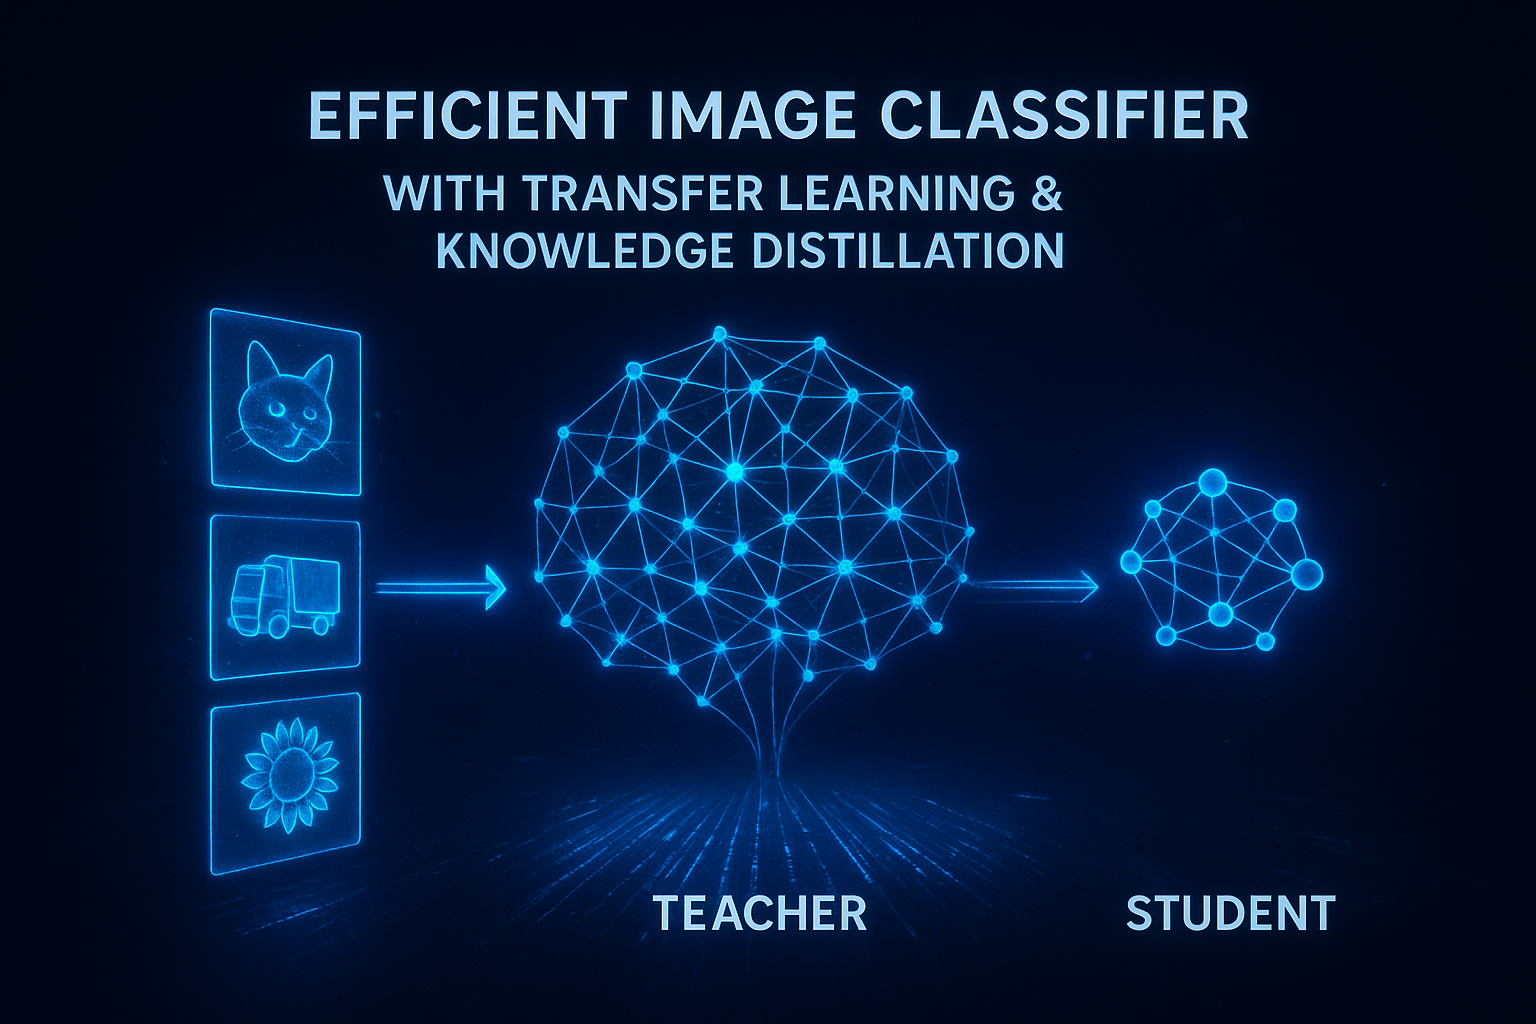 EFFICIENT IMAGE CLASSIFIER
WITH TRANSFER LEARNING &
KNOWLEDGE DISTILLATION
TEACHER
STUDENT